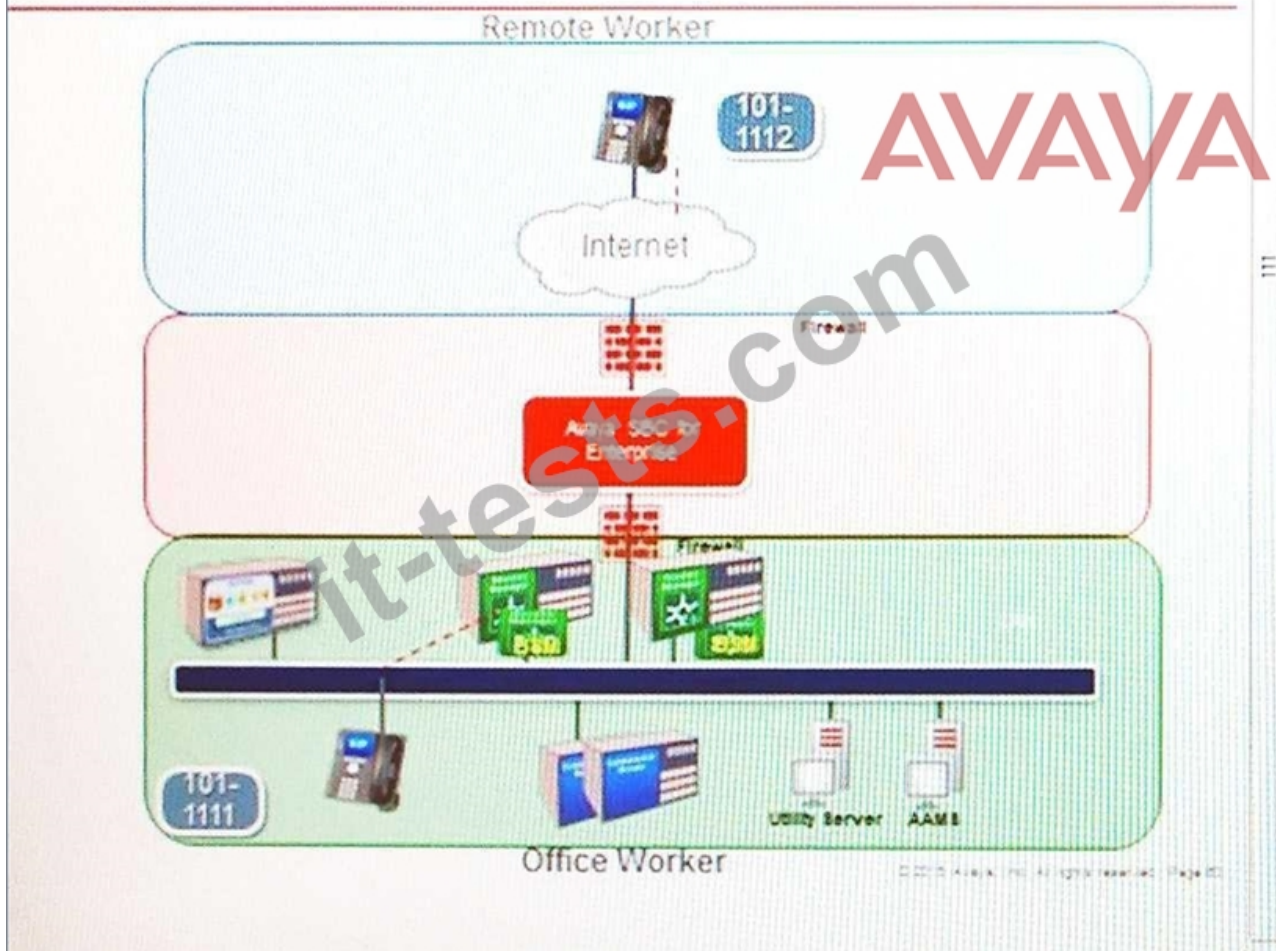 Remote Worker
101-
1112
AVAYA
Internet
Firewall
Avaya SBC for
Enterprise
Firewall
BSM
101-
1111
Utility Server
AAMS
Office Worker
it-tests.com